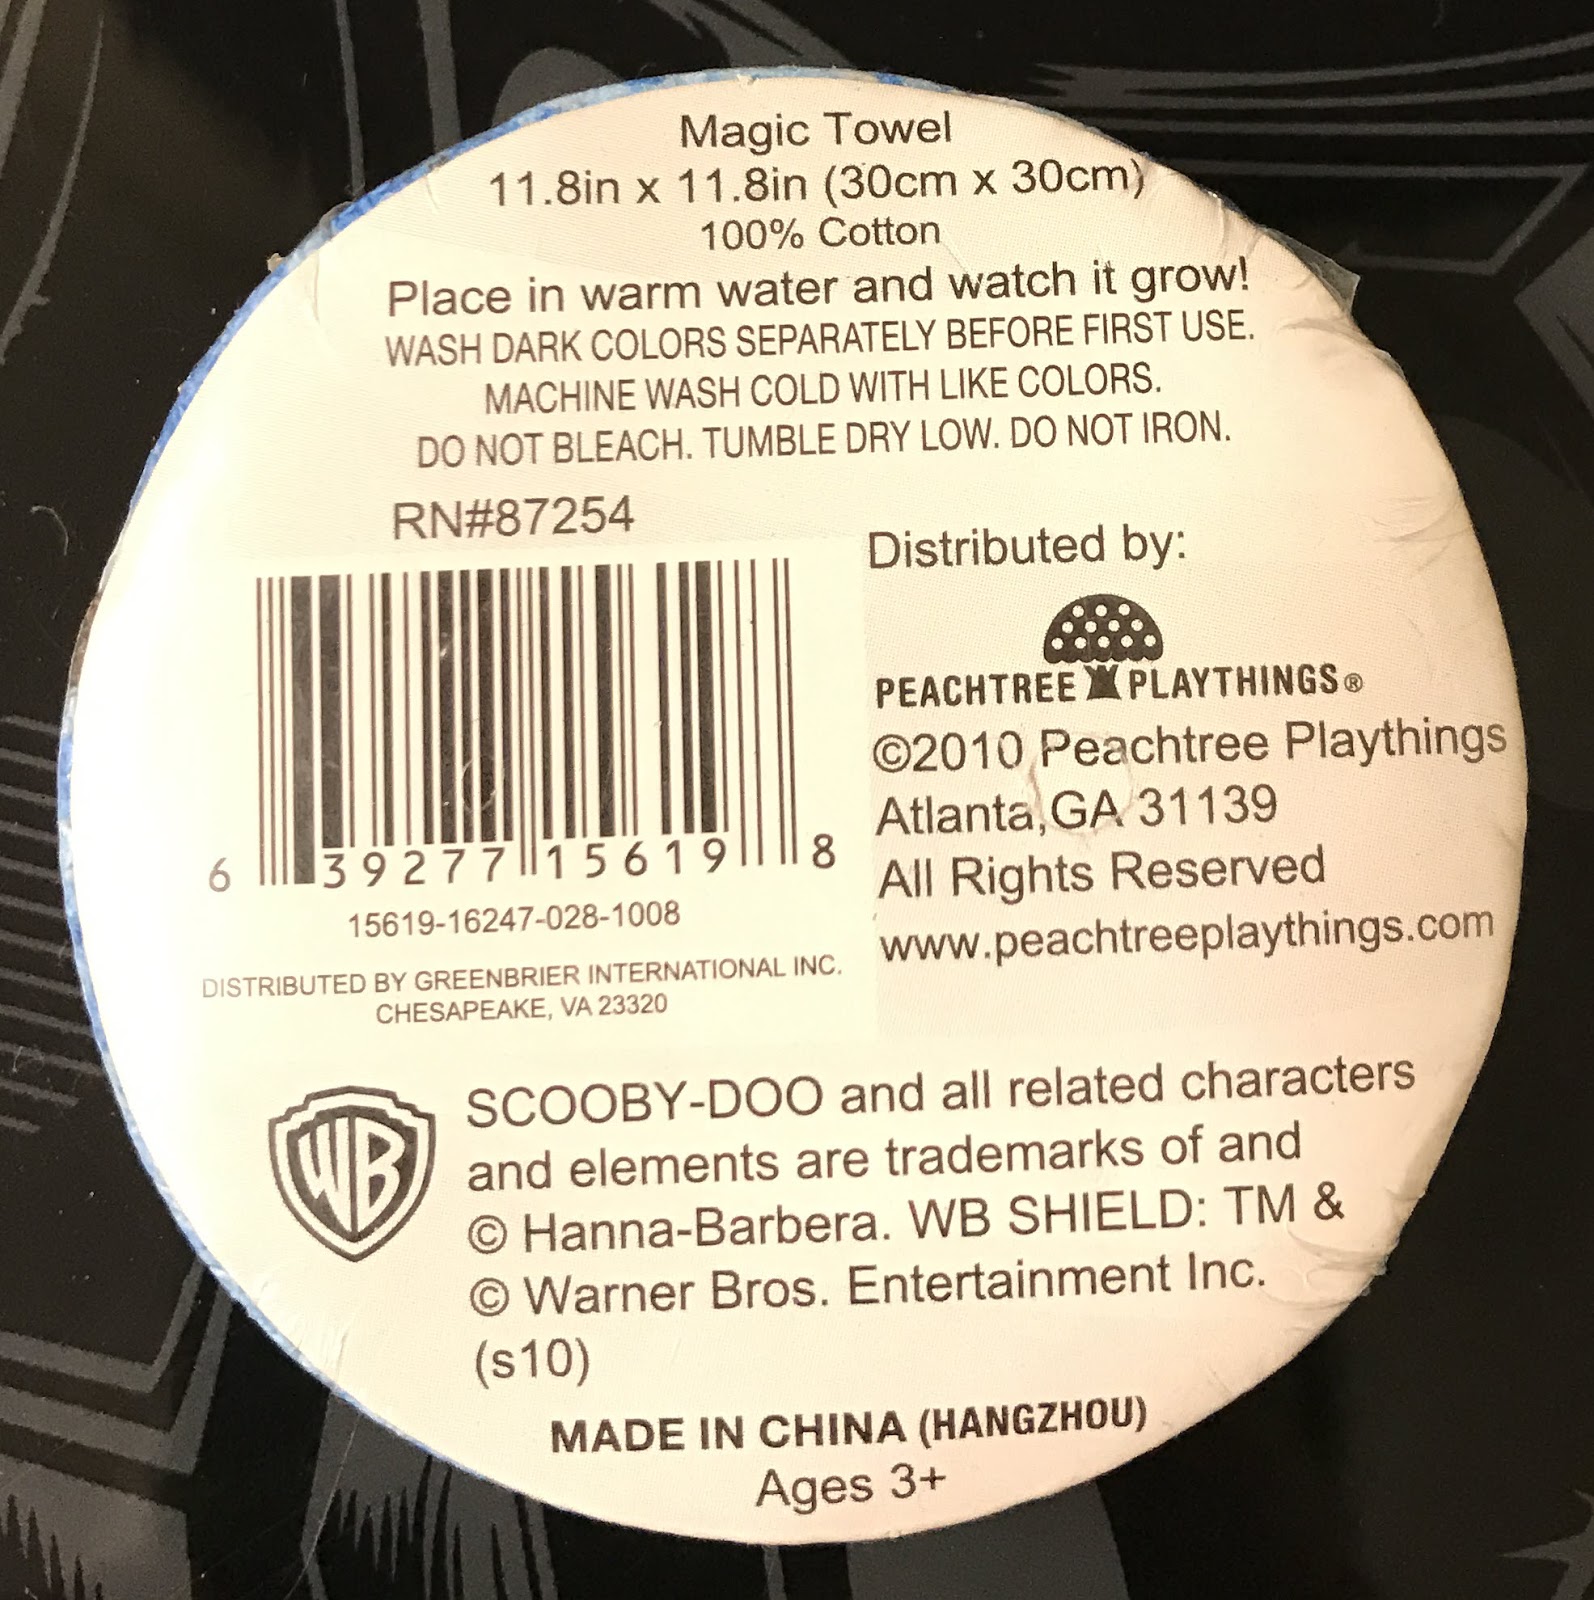 Magic Towel
11.8in x 11.8in (30cm x 30cm)
100% Cotton
Place in warm water and watch it grow!
WASH DARK COLORS SEPARATELY BEFORE FIRST USE.
MACHINE WASH COLD WITH LIKE COLORS.
DO NOT BLEACH. TUMBLE DRY LOW. DO NOT IRON.
RN#87254
6 39277 15619 8
15619-16247-028-1008
DISTRIBUTED BY GREENBRIER INTERNATIONAL INC.
CHESAPEAKE, VA 23320
Distributed by:
PEACHTREE PLAYTHINGS®
©2010 Peachtree Playthings
Atlanta, GA 31139
All Rights Reserved
www.peachtreeplaythings.com
WB
SCOOBY-DOO and all related characters
and elements are trademarks of and
© Hanna-Barbera. WB SHIELD: TM &
© Warner Bros. Entertainment Inc.
(s10)
MADE IN CHINA (HANGZHOU)
Ages 3+